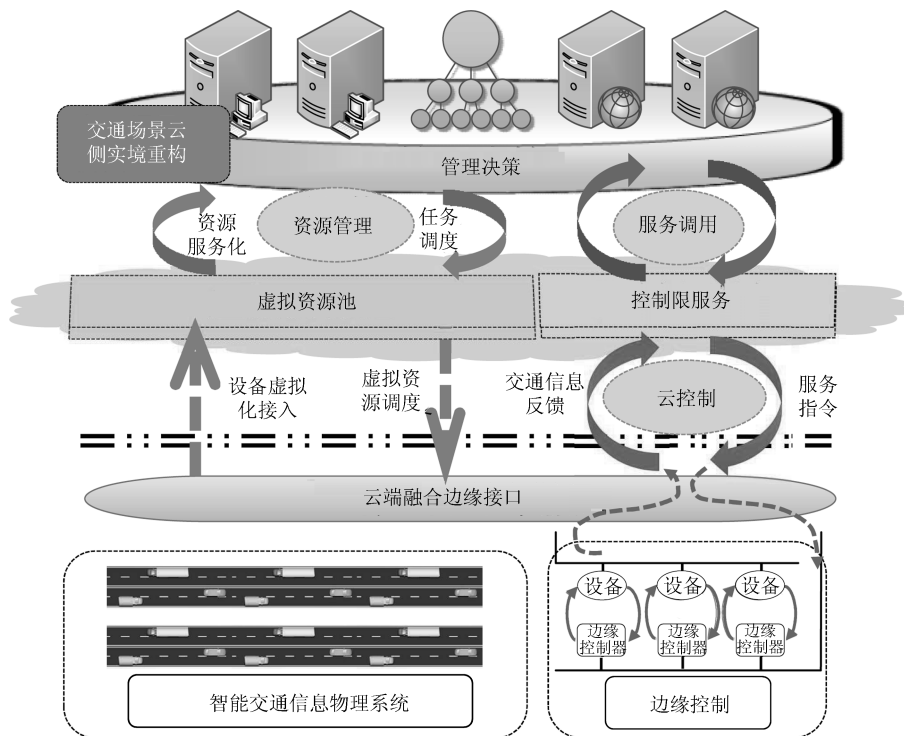 交通场景云
侧实境重构
管理决策
资源
服务化
资源管理
任务
调度
服务调用
虚拟资源池
控制限服务
设备虚拟
化接入
虚拟资
源调度
交通信息
反馈
云控制
服务
指令
云端融合边缘接口
设备
设备
设备
边缘
控制器
边缘
控制器
边缘
控制器
智能交通信息物理系统
边缘控制